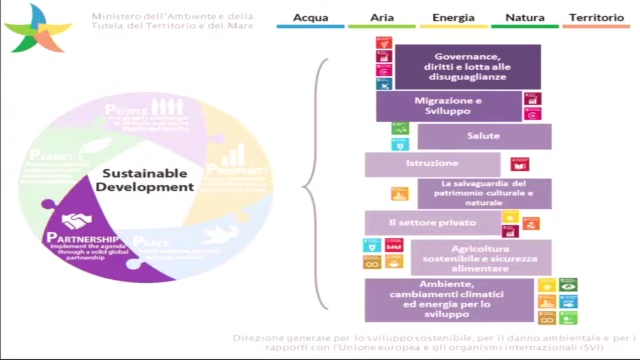 Ministero dell'Ambiente e della
Tutela del Territorio e del Mare
Acqua
Aria
Energia
Natura
Territorio
PEOPLE
PLANET
Sustainable
Development
PARTNERSHIP
Implement the agenda
through a solid global
partnership
PEACE
Governance,
diritti e lotta alle
disuguaglianze
Migrazione e
Sviluppo
Salute
Istruzione
La salvaguardia del
patrimonio culturale e
naturale
Il settore privato
Agricoltura
sostenibile e sicurezza
alimentare
Ambiente,
cambiamenti climatici
ed energia per lo
sviluppo
Direzione generale per lo sviluppo sostenibile, per il danno ambientale e per i
rapporti con l'Unione europea e gli organismi internazionali (SVI)